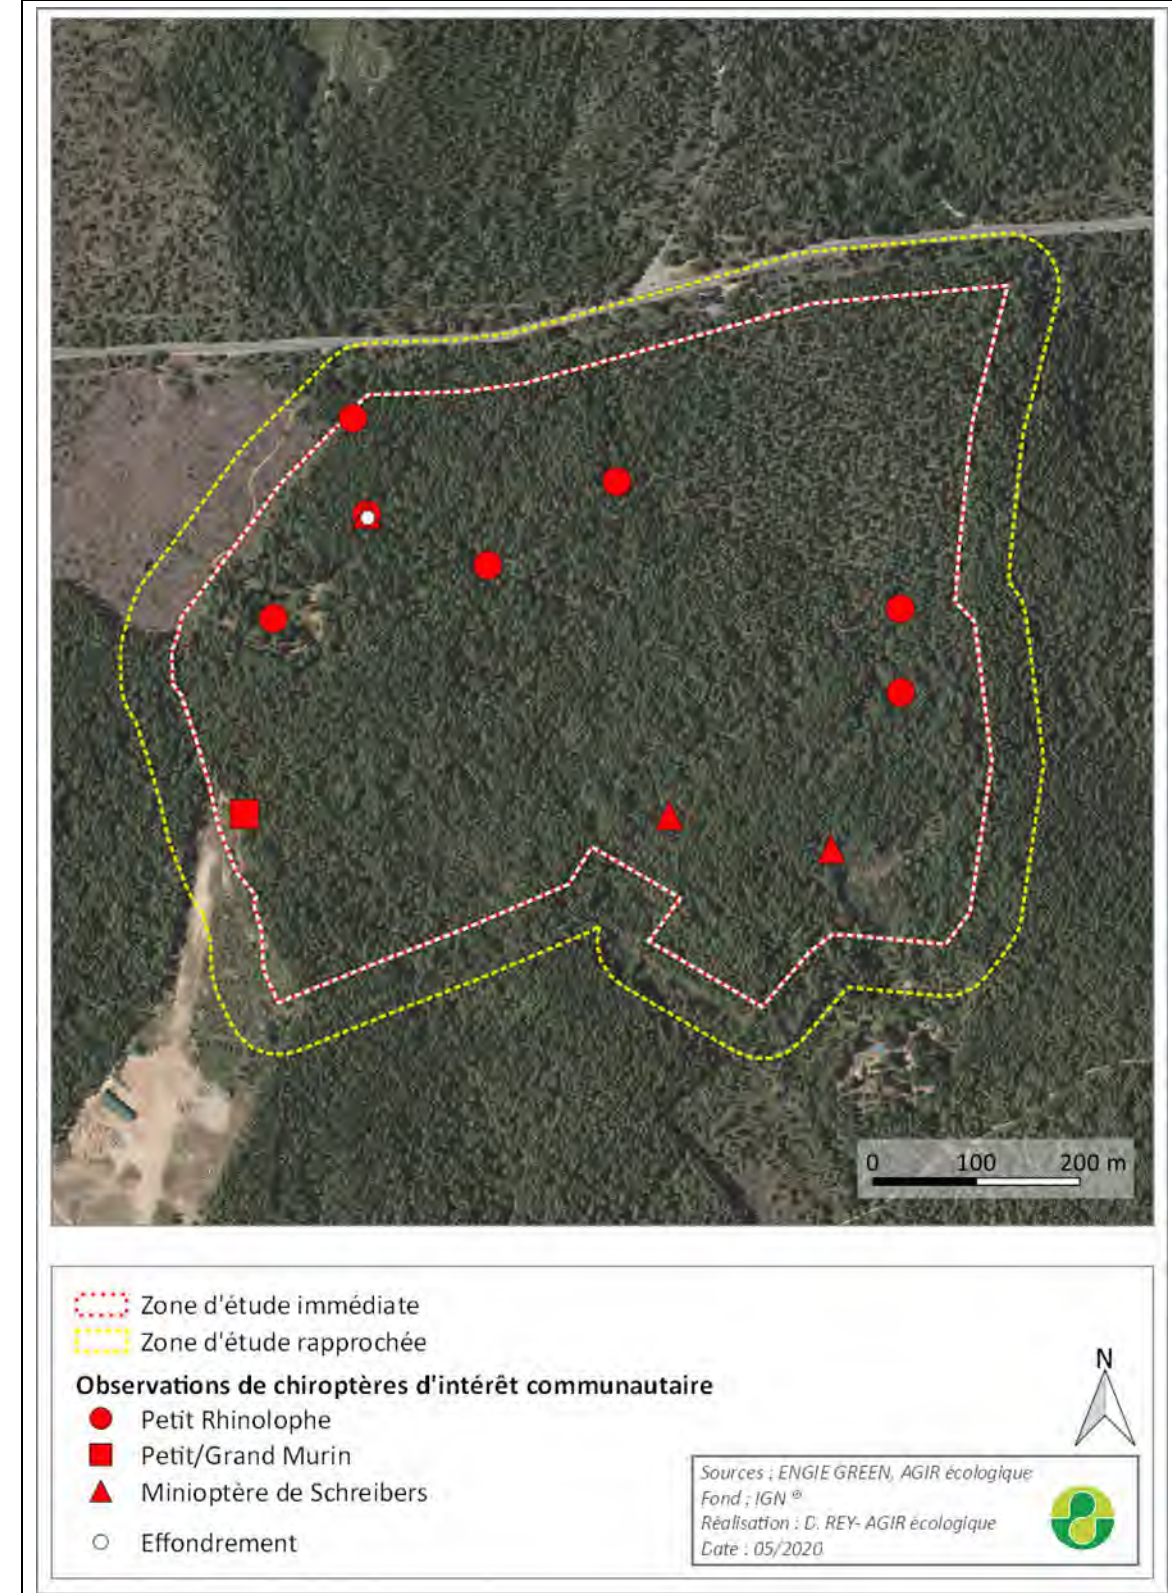 0 100 200 m
Zone d'étude immédiate
Zone d'étude rapprochée
Observations de chiroptères d'intérêt communautaire
Petit Rhinolophe
Petit/Grand Murin
Minioptère de Schreibers
Effondrement
N
Sources : ENGIE GREEN, AGIR écologique
Fond : IGN ®
Réalisation : D. REY- AGIR écologique
Date : 05/2020